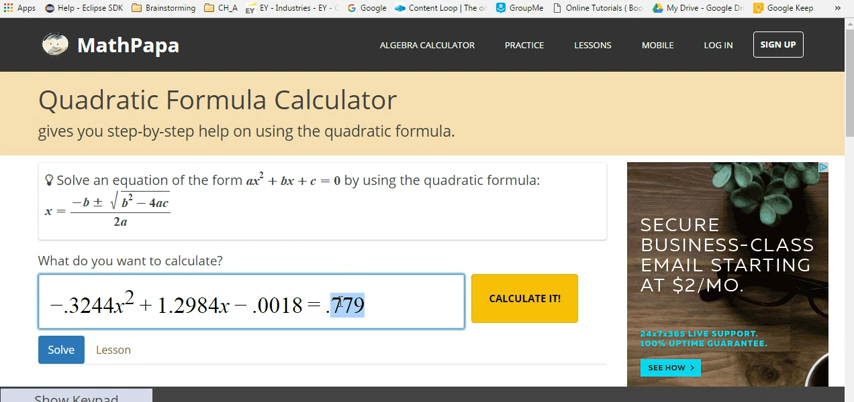 Apps Help - Eclipse SDK Brainstorming CH_A EY - Industries - EY - Google Content Loop | The o GroupMe Online Tutorials ( Boo My Drive - Google Dr Google Keep »
MathPapa ALGEBRA CALCULATOR PRACTICE LESSONS MOBILE LOG IN SIGN UP
Quadratic Formula Calculator
gives you step-by-step help on using the quadratic formula.
Solve an equation of the form ax² + bx + c = 0 by using the quadratic formula:
x = −b ± √b² − 4ac / 2a
What do you want to calculate?
−.3244x² + 1.2984x − .0018 = .779
CALCULATE IT!
Solve Lesson
Show Keypad
SECURE
BUSINESS-CLASS
EMAIL STARTING
AT $2/MO.
24x7x365 LIVE SUPPORT.
100% UPTIME GUARANTEE.
SEE HOW >